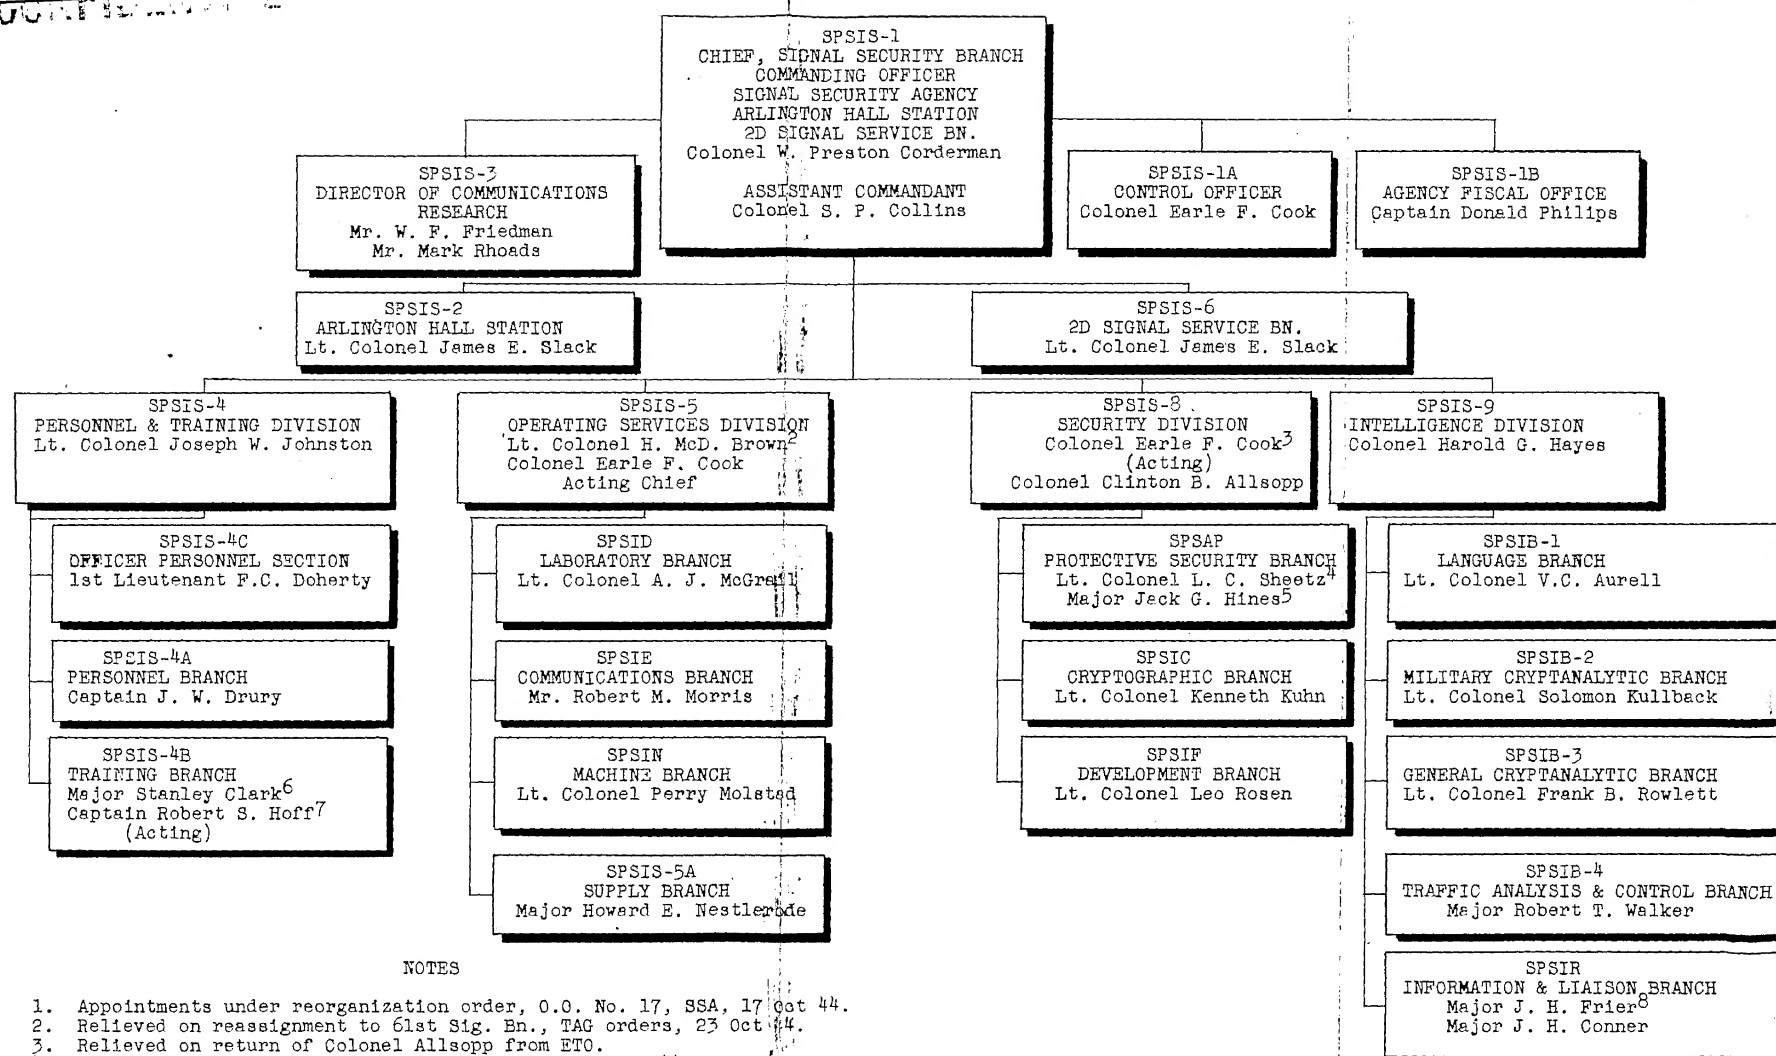 CONFIDENTIAL
SPSIS-1
CHIEF, SIGNAL SECURITY BRANCH
COMMANDING OFFICER
SIGNAL SECURITY AGENCY
ARLINGTON HALL STATION
2D SIGNAL SERVICE BN.
Colonel W. Preston Corderman
ASSISTANT COMMANDANT
Colonel S. P. Collins
SPSIS-3
DIRECTOR OF COMMUNICATIONS
RESEARCH
Mr. W. F. Friedman
Mr. Mark Rhoads
SPSIS-1A
CONTROL OFFICER
Colonel Earle F. Cook
SPSIS-1B
AGENCY FISCAL OFFICE
Captain Donald Philips
SPSIS-2
ARLINGTON HALL STATION
Lt. Colonel James E. Slack
SPSIS-6
2D SIGNAL SERVICE BN.
Lt. Colonel James E. Slack
SPSIS-4
PERSONNEL & TRAINING DIVISION
Lt. Colonel Joseph W. Johnston
SPSIS-5
OPERATING SERVICES DIVISION
Lt. Colonel H. McD. Brown2
Colonel Earle F. Cook
Acting Chief
SPSIS-8
SECURITY DIVISION
Colonel Earle F. Cook3
(Acting)
Colonel Clinton B. Allsopp
SPSIS-9
INTELLIGENCE DIVISION
Colonel Harold G. Hayes
SPSIS-4C
OFFICER PERSONNEL SECTION
1st Lieutenant F.C. Doherty
SPSIS-4A
PERSONNEL BRANCH
Captain J. W. Drury
SPSIS-4B
TRAINING BRANCH
Major Stanley Clark6
Captain Robert S. Hoff7
(Acting)
SPSID
LABORATORY BRANCH
Lt. Colonel A. J. McGrail
SPSIE
COMMUNICATIONS BRANCH
Mr. Robert M. Morris
SPSIN
MACHINE BRANCH
Lt. Colonel Perry Molsted
SPSIS-5A
SUPPLY BRANCH
Major Howard E. Nestlerode
SPSAP
PROTECTIVE SECURITY BRANCH
Lt. Colonel L. C. Sheetz4
Major Jack G. Hines5
SPSIC
CRYPTOGRAPHIC BRANCH
Lt. Colonel Kenneth Kuhn
SPSIF
DEVELOPMENT BRANCH
Lt. Colonel Leo Rosen
SPSIB-1
LANGUAGE BRANCH
Lt. Colonel V.C. Aurell
SPSIB-2
MILITARY CRYPTANALYTIC BRANCH
Lt. Colonel Solomon Kullback
SPSIB-3
GENERAL CRYPTANALYTIC BRANCH
Lt. Colonel Frank B. Rowlett
SPSIB-4
TRAFFIC ANALYSIS & CONTROL BRANCH
Major Robert T. Walker
SPSIR
INFORMATION & LIAISON BRANCH
Major J. H. Frier8
Major J. H. Conner
NOTES
1. Appointments under reorganization order, O.O. No. 17, SSA, 17 Oct 44.
2. Relieved on reassignment to 61st Sig. Bn., TAG orders, 23 Oct 44.
3. Relieved on return of Colonel Allsopp from ETO.